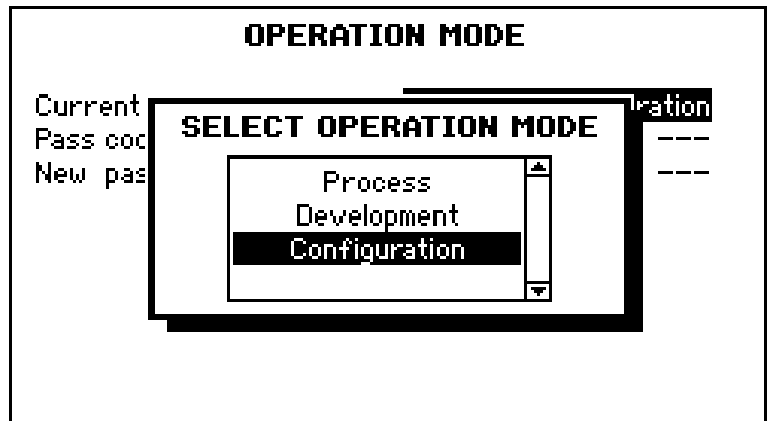 OPERATION MODE
Current ration
Pass coc ---
New pas ---
SELECT OPERATION MODE
Process
Development
Configuration